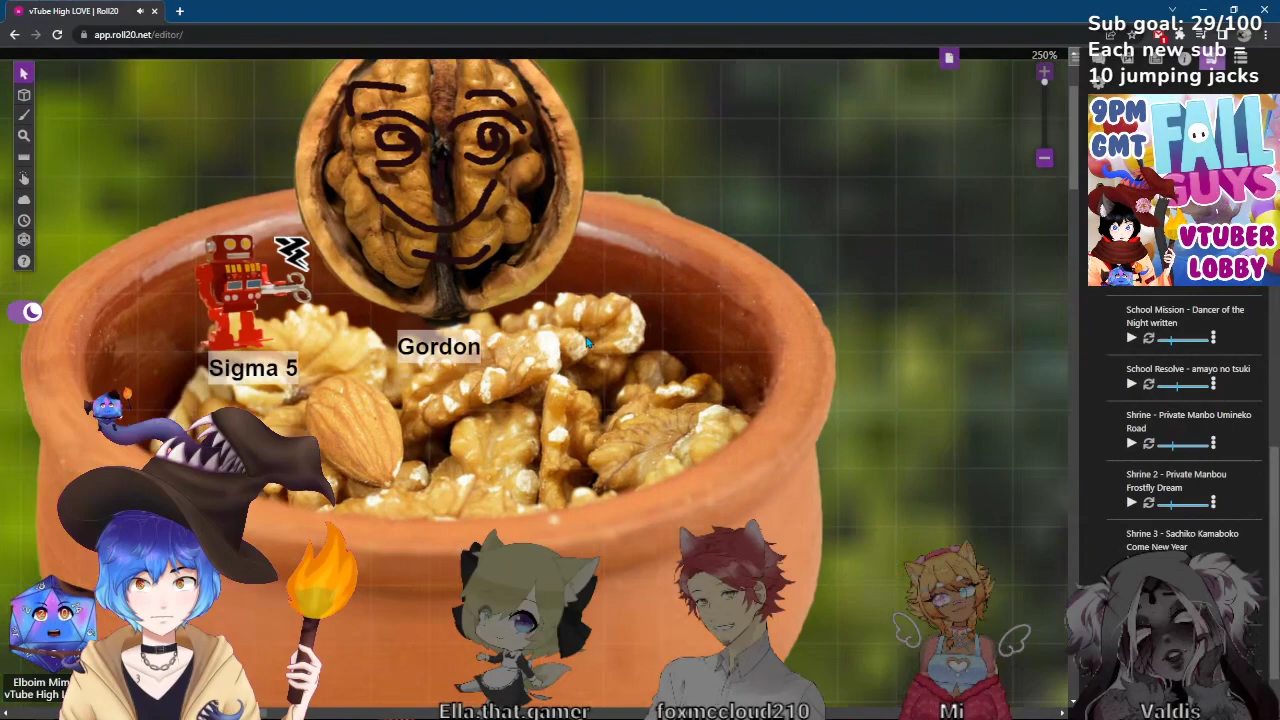 vTube High LOVE | Roll20
app.roll20.net/editor/
250%
Sub goal: 29/100
Each new sub =
10 jumping jacks
9PM
GMT
FALL
GUYS
VTUBER
LOBBY
School Mission - Dancer of the
Night written
School Resolve - amayo no tsuki
Shrine - Private Manbo Umineko
Road
Shrine 2 - Private Manbou
Frostfly Dream
Shrine 3 - Sachiko Kamaboko
Come New Year
Sigma 5
Gordon
Elboim Mim
vTube High L
Ella.that.gamer
foxmccloud210
Mi
Valdis